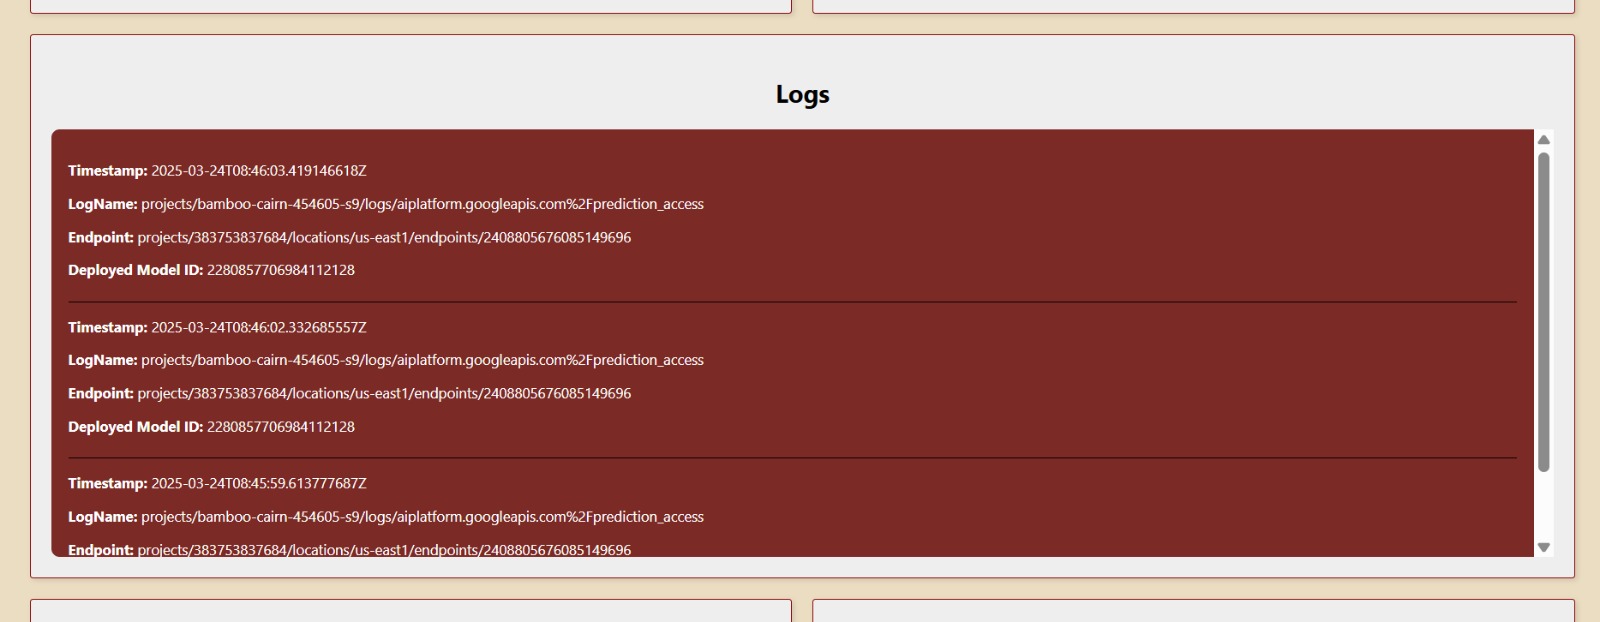 Logs
Timestamp: 2025-03-24T08:46:03.419146618Z
LogName: projects/bamboo-cairn-454605-s9/logs/aiplatform.googleapis.com%2Fprediction_access
Endpoint: projects/383753837684/locations/us-east1/endpoints/2408805676085149696
Deployed Model ID: 2280857706984112128
Timestamp: 2025-03-24T08:46:02.332685557Z
LogName: projects/bamboo-cairn-454605-s9/logs/aiplatform.googleapis.com%2Fprediction_access
Endpoint: projects/383753837684/locations/us-east1/endpoints/2408805676085149696
Deployed Model ID: 2280857706984112128
Timestamp: 2025-03-24T08:45:59.613777687Z
LogName: projects/bamboo-cairn-454605-s9/logs/aiplatform.googleapis.com%2Fprediction_access
Endpoint: projects/383753837684/locations/us-east1/endpoints/2408805676085149696